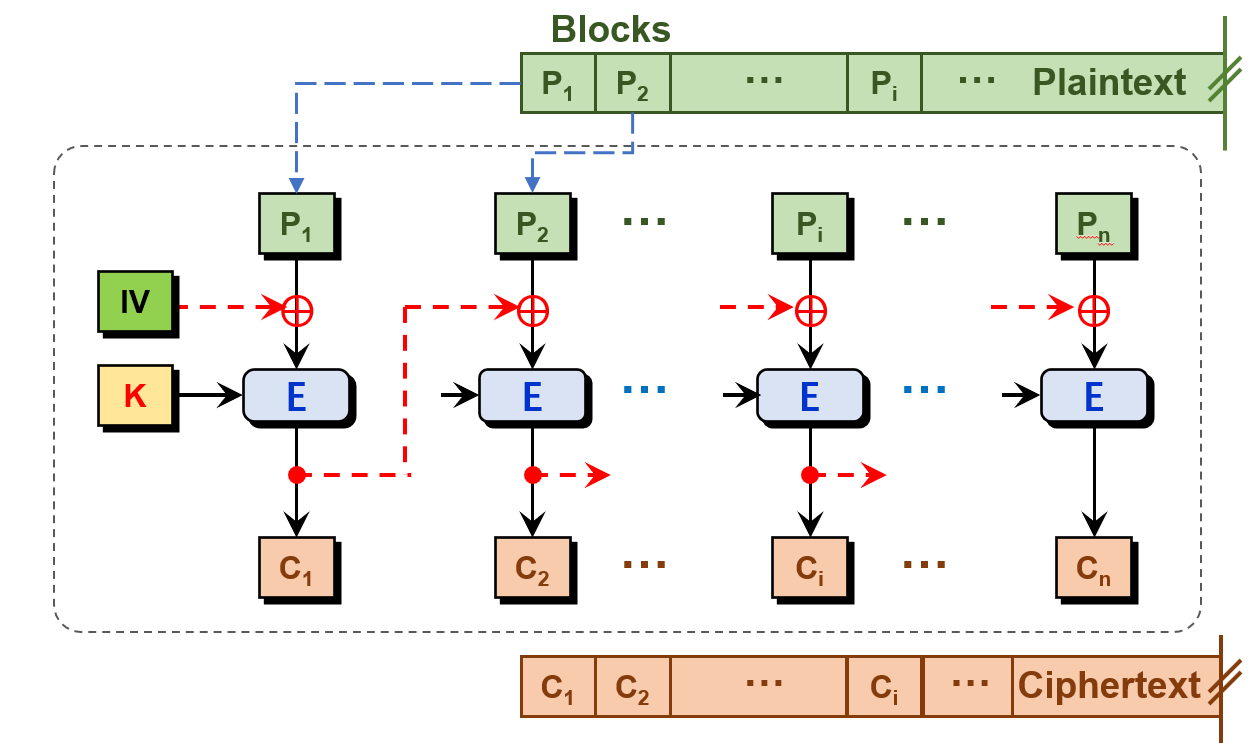 Blocks
P1 P2 ... Pi ... Plaintext
P1 P2 ... Pi ... Pn
IV
K E E ... E ... E
C1 C2 ... Ci ... Cn
C1 C2 ... Ci ... Ciphertext